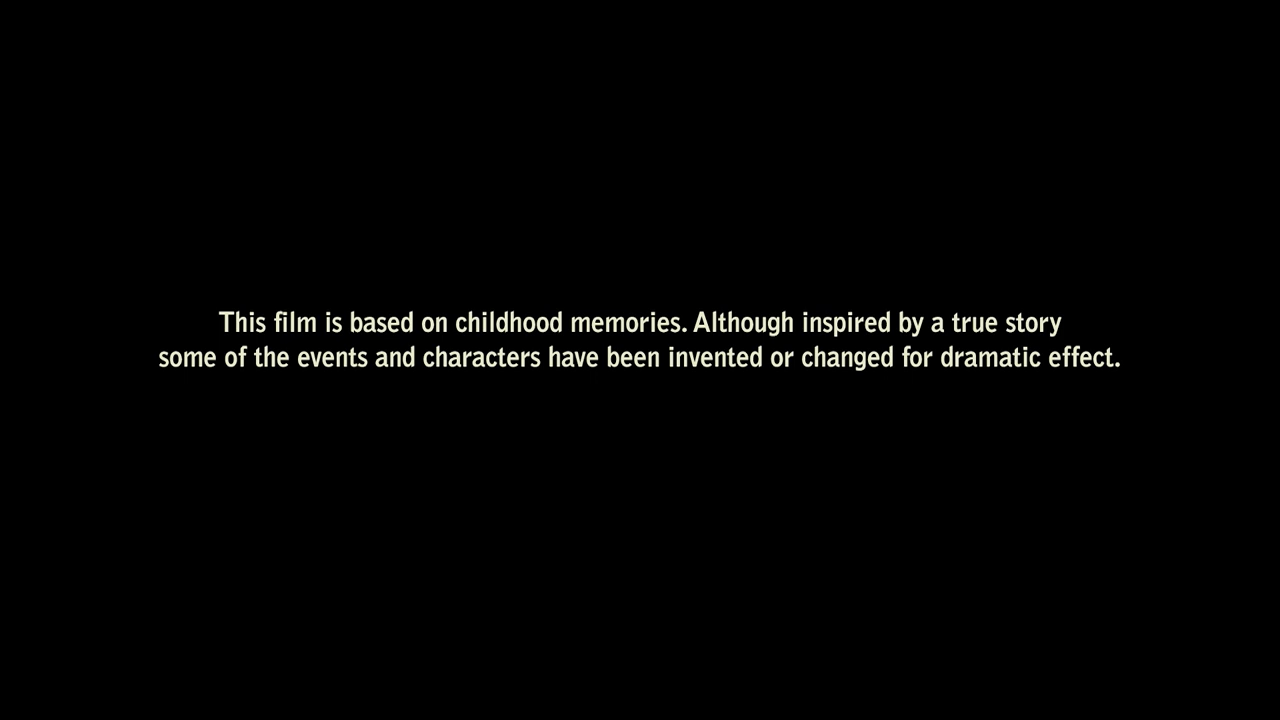 This film is based on childhood memories. Although inspired by a true story
some of the events and characters have been invented or changed for dramatic effect.